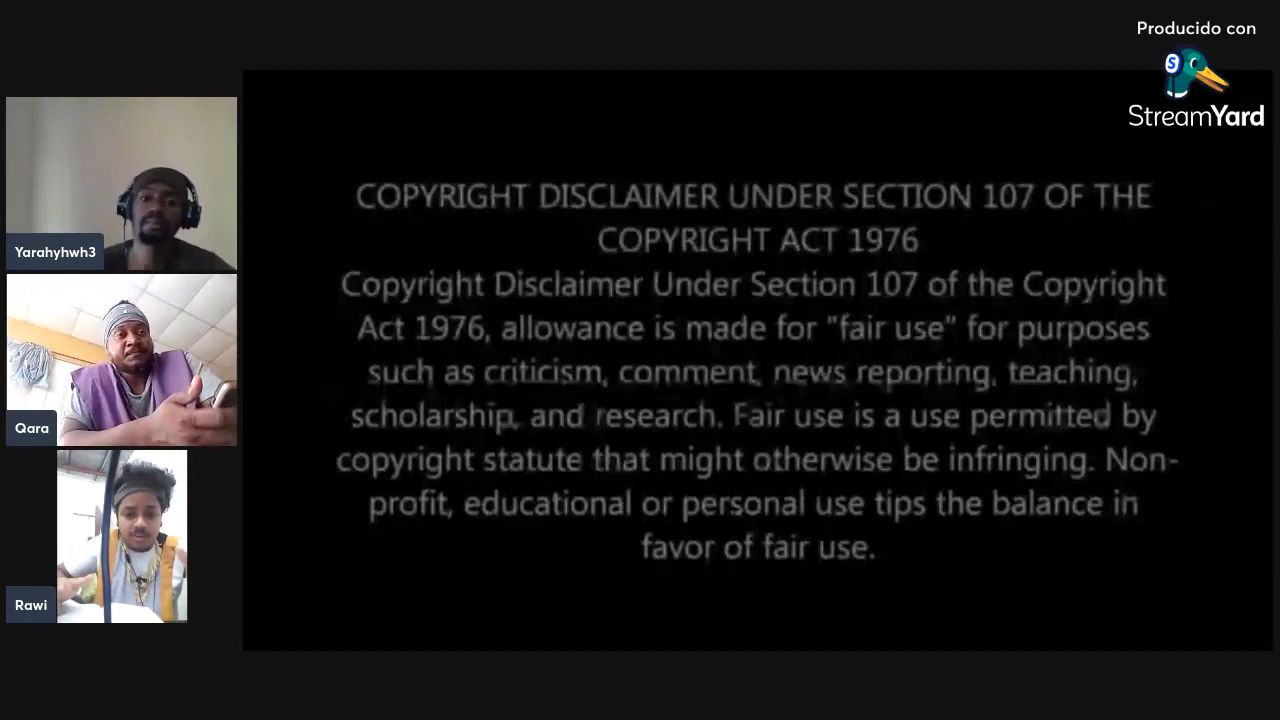 Producido con
StreamYard
COPYRIGHT DISCLAIMER UNDER SECTION 107 OF THE
COPYRIGHT ACT 1976
Copyright Disclaimer Under Section 107 of the Copyright
Act 1976, allowance is made for "fair use" for purposes
such as criticism, comment, news reporting, teaching,
scholarship, and research. Fair use is a use permitted by
copyright statute that might otherwise be infringing. Non-
profit, educational or personal use tips the balance in
favor of fair use.
Yarahyhwh3
Qara
Rawi